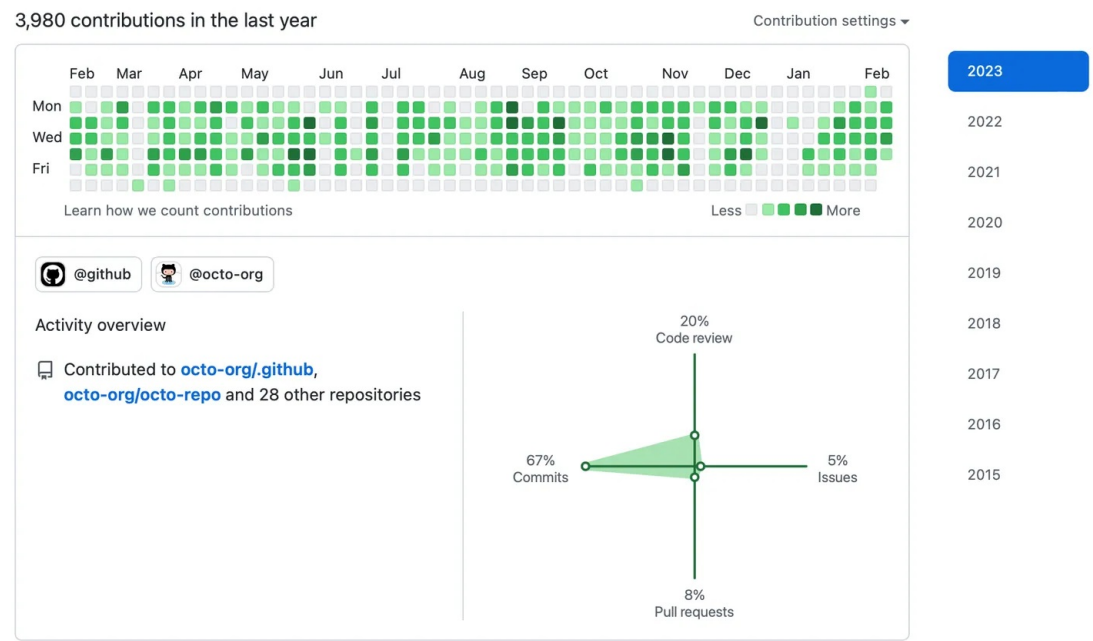 3,980 contributions in the last year
Contribution settings
Feb Mar Apr May Jun Jul Aug Sep Oct Nov Dec Jan Feb
Mon
Wed
Fri
Learn how we count contributions
Less More
@github @octo-org
Activity overview
Contributed to octo-org/.github,
octo-org/octo-repo and 28 other repositories
20%
Code review
67%
Commits
5%
Issues
8%
Pull requests
2023
2022
2021
2020
2019
2018
2017
2016
2015